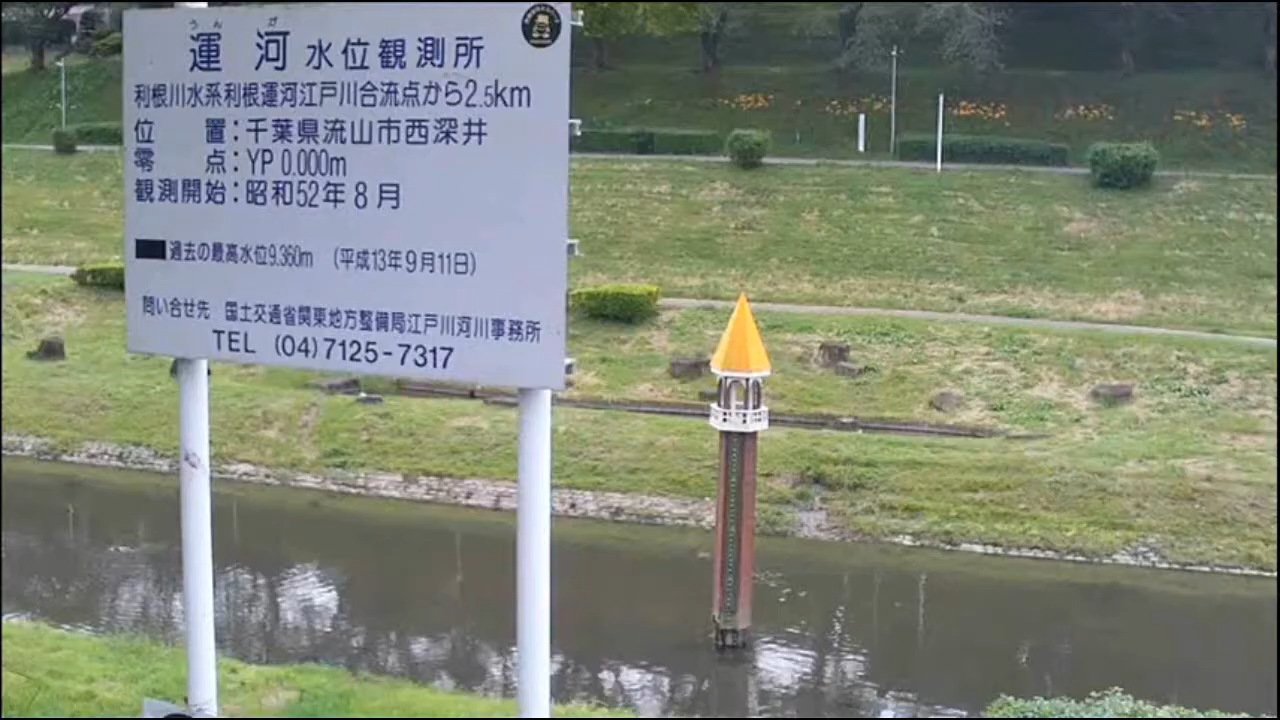 うんが
運河 水位観測所
利根川水系利根運河江戸川合流点から2.5km
位 置：千葉県流山市西深井
零 点：YP 0.000m
観測開始：昭和52年8月
過去の最高水位9.360m （平成13年9月11日）
問い合せ先 国土交通省関東地方整備局江戸川河川事務所
TEL (04)7125-7317